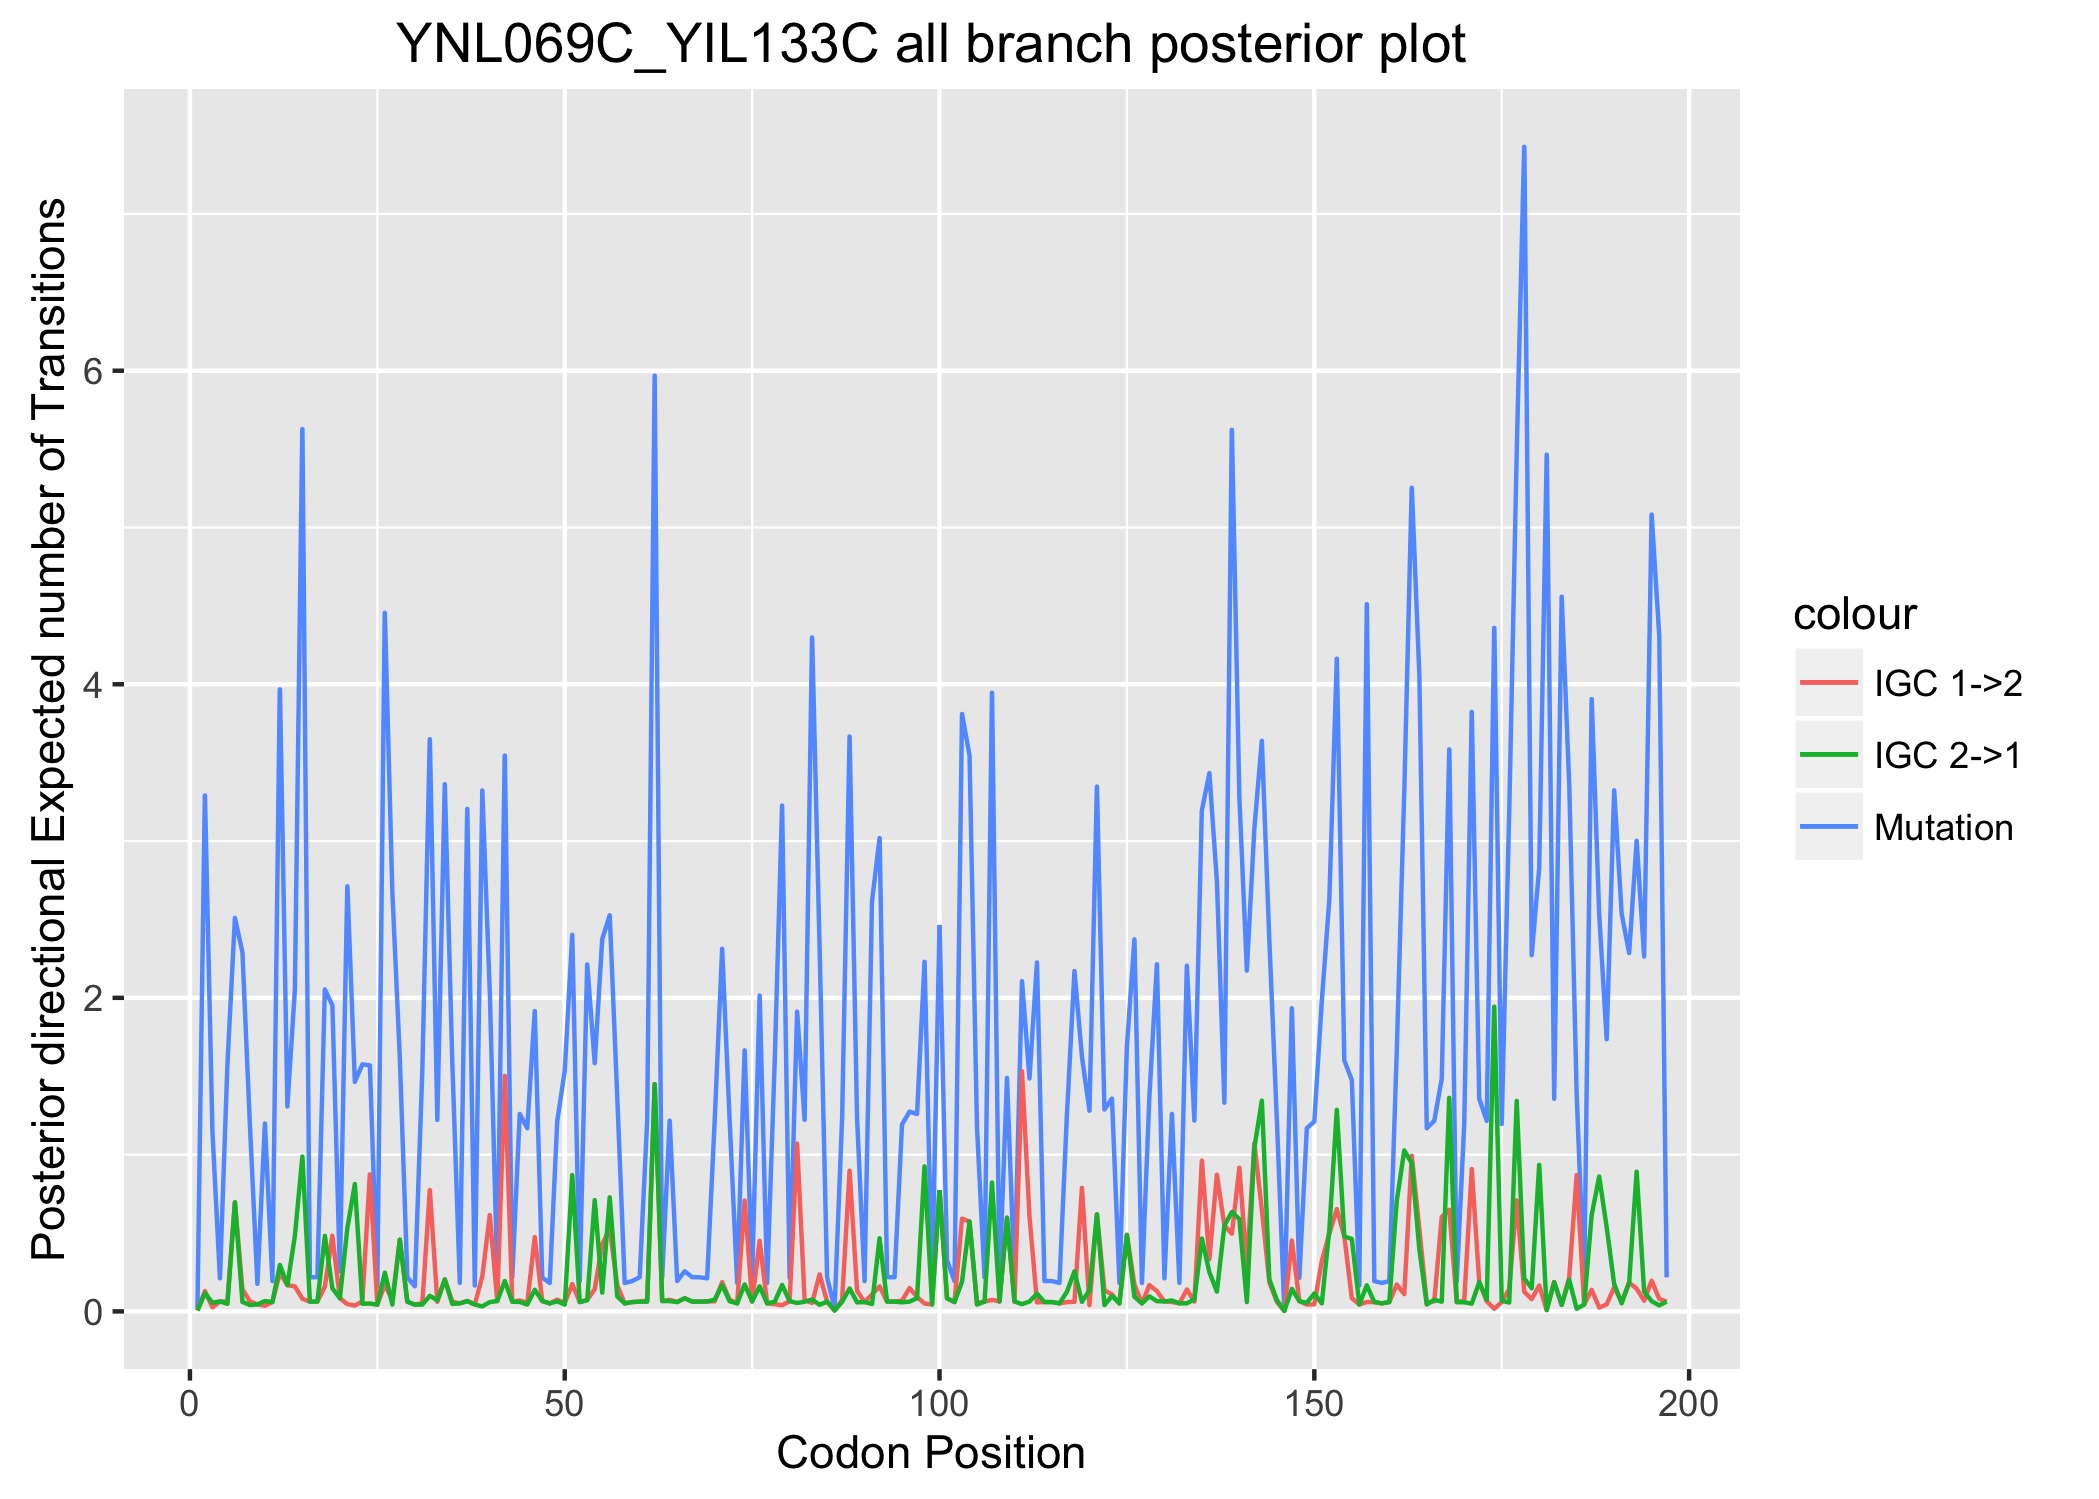 YNL069C_YIL133C all branch posterior plot
Posterior directional Expected number of Transitions
6
4
2
0
0 50 100 150 200
Codon Position
colour
IGC 1->2
IGC 2->1
Mutation